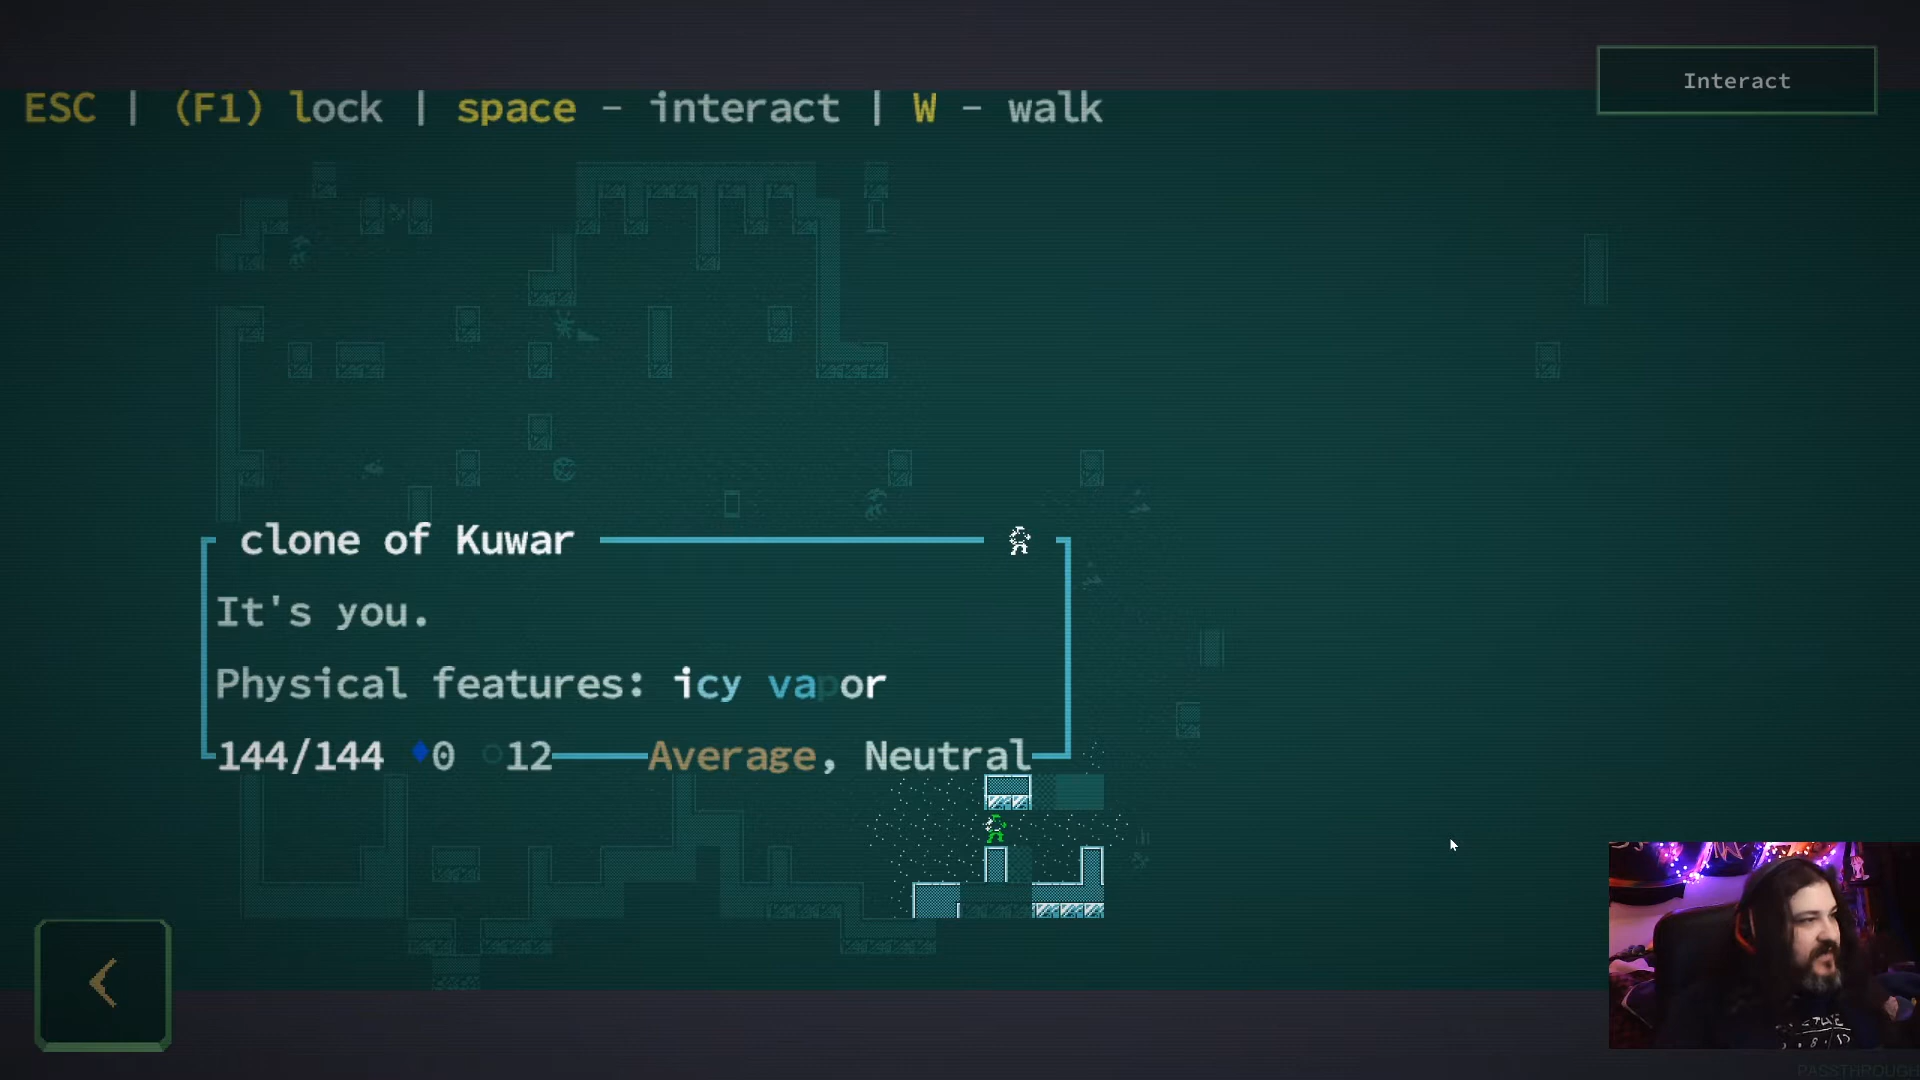 ESC | (F1) lock | space - interact | W - walk
Interact
clone of Kuwar
It's you.
Physical features: icy vapor
144/144 ♦0 ○12 Average, Neutral
PASSTHROUGH